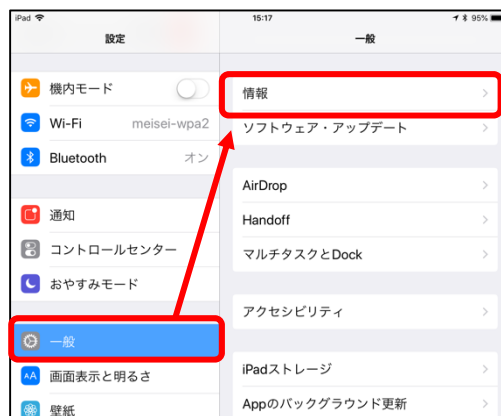 iPad 15:17 95%
設定
機内モード
Wi-Fi meisei-wpa2
Bluetooth オン
通知
コントロールセンター
おやすみモード
一般
画面表示と明るさ
壁紙
一般
情報
ソフトウェア・アップデート
AirDrop
Handoff
マルチタスクとDock
アクセシビリティ
iPadストレージ
Appのバックグラウンド更新